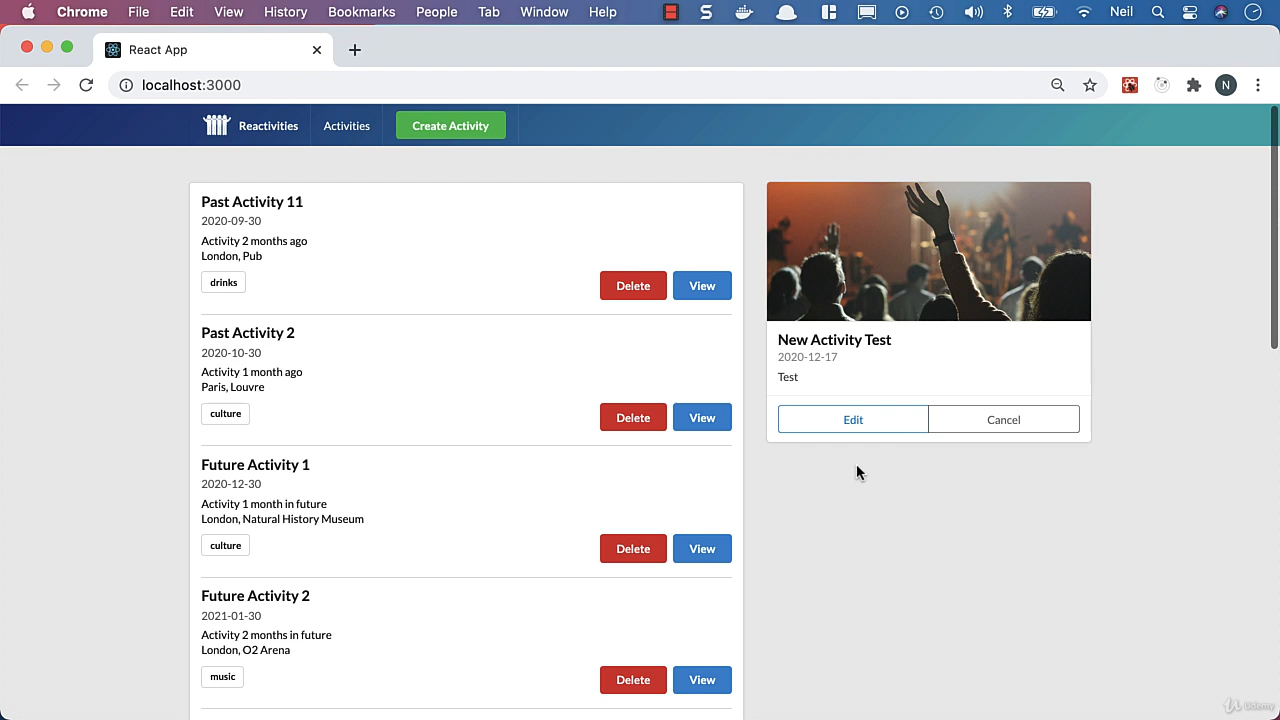 Chrome File Edit View History Bookmarks People Tab Window Help Neil
React App
localhost:3000
N
Reactivities Activities Create Activity
Past Activity 11
2020-09-30
Activity 2 months ago
London, Pub
drinks
Delete View
Past Activity 2
2020-10-30
Activity 1 month ago
Paris, Louvre
culture
Delete View
Future Activity 1
2020-12-30
Activity 1 month in future
London, Natural History Museum
culture
Delete View
Future Activity 2
2021-01-30
Activity 2 months in future
London, O2 Arena
music
Delete View
New Activity Test
2020-12-17
Test
Edit Cancel
Udemy